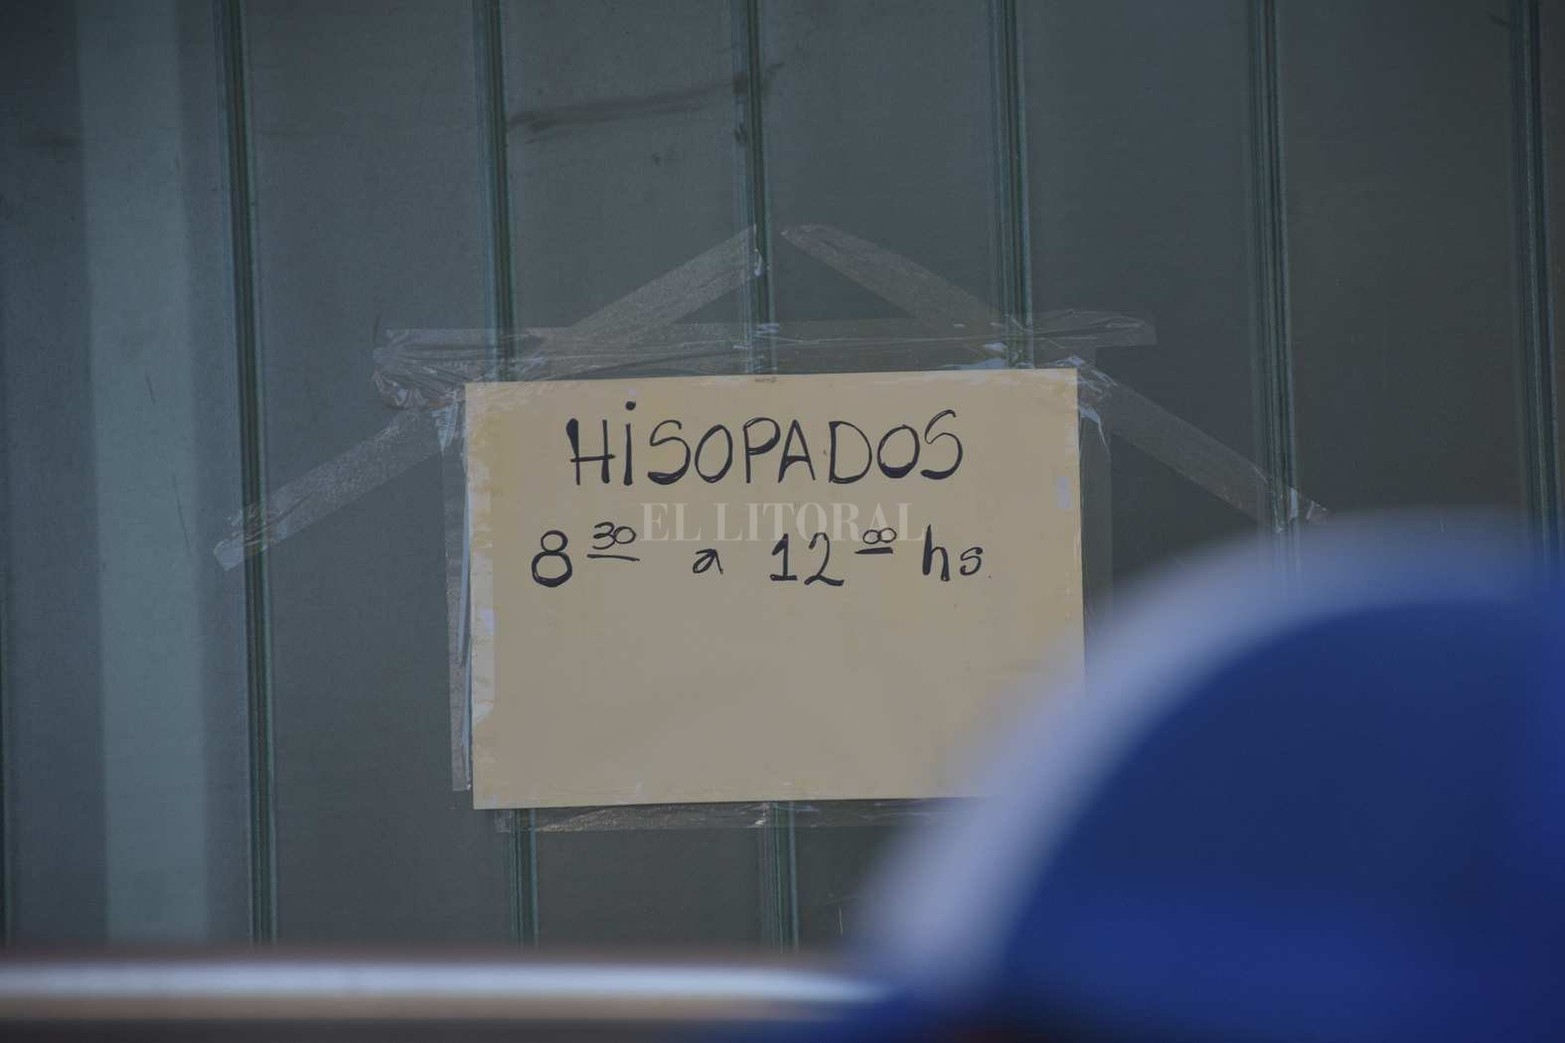 HiSOPADOS
EL LITORAL
8 30 a 12 00 hs